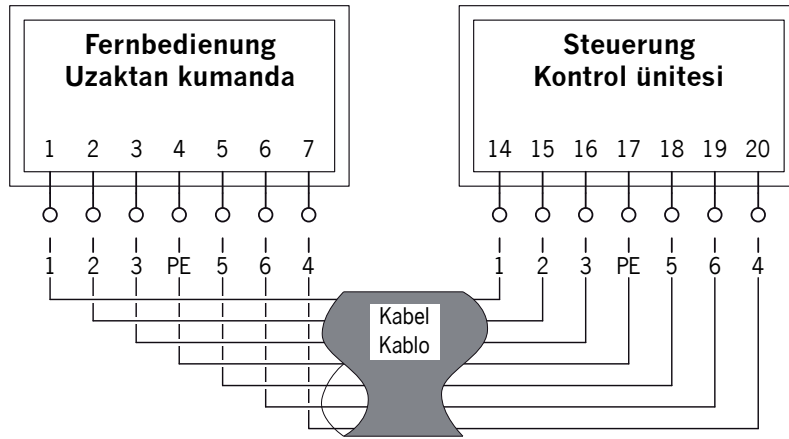 Fernbedienung
Uzaktan kumanda
1 2 3 4 5 6 7
1 2 3 PE 5 6 4
Steuerung
Kontrol ünitesi
14 15 16 17 18 19 20
1 2 3 PE 5 6 4
Kabel
Kablo